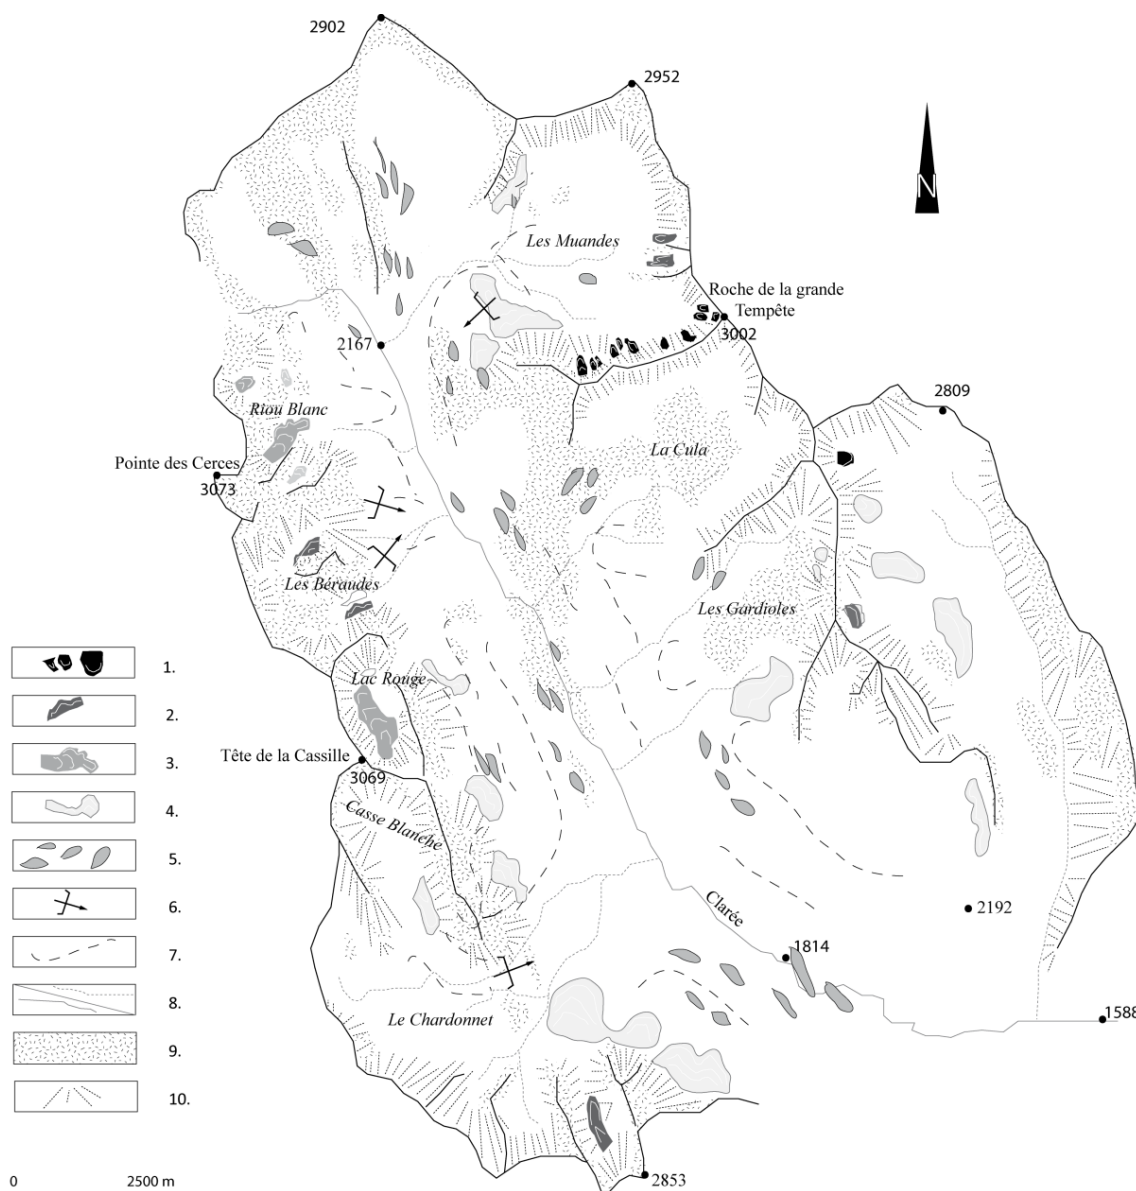 2902
2952
N
Les Muandes
Roche de la grande
Tempête
3002
2167
2809
Riou Blanc
La Cula
Pointe des Cerces
3073
Les Béraudes
Les Gardioles
1.
Lac Rouge
2.
Tête de la Cassille
3.
3069
4.
Casse Blanche
5.
6.
Clarée
2192
7.
1814
8.
Le Chardonnet
1588
9.
10.
0 2500 m
2853